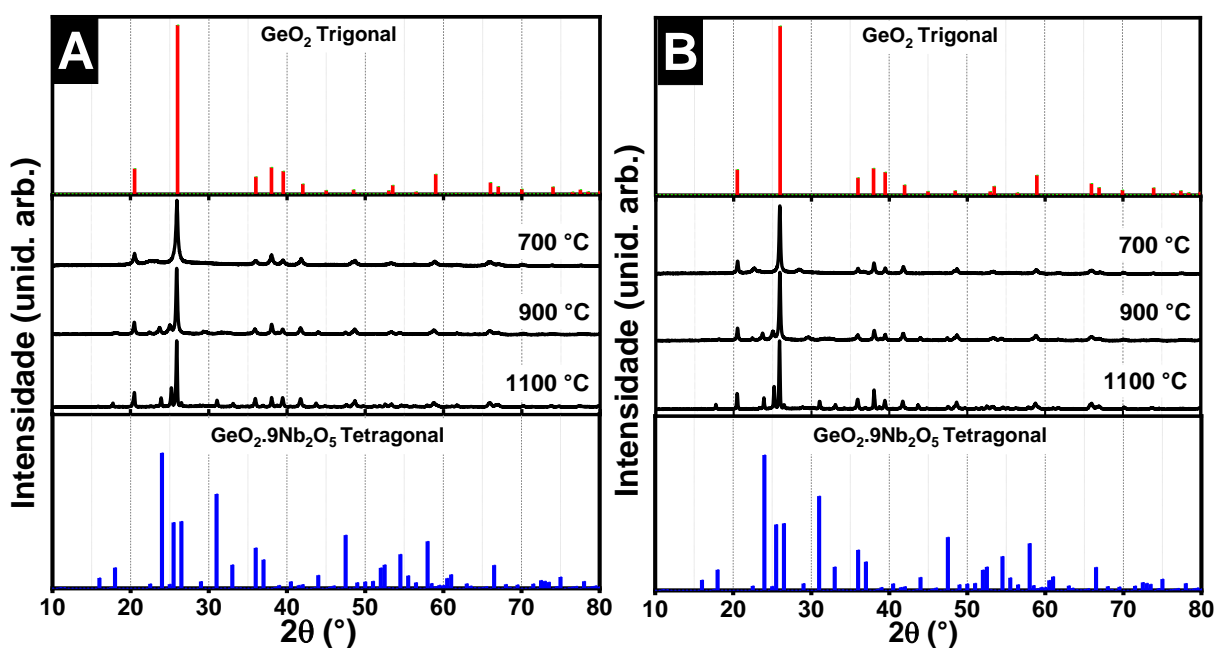 A
GeO₂ Trigonal
700 °C
900 °C
1100 °C
GeO₂.9Nb₂O₅ Tetragonal
Intensidade (unid. arb.)
10 20 30 40 50 60 70 80
2θ (°)
B
GeO₂ Trigonal
700 °C
900 °C
1100 °C
GeO₂.9Nb₂O₅ Tetragonal
Intensidade (unid. arb.)
10 20 30 40 50 60 70 80
2θ (°)